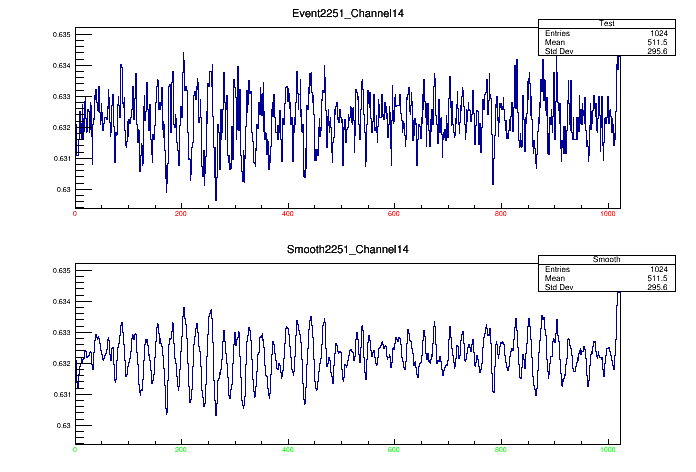 Event2251_Channel14
Test
Entries 1024
Mean 511.5
Std Dev 295.6
0.635
0.634
0.633
0.632
0.631
0.63
0 200 400 600 800 1000
Smooth2251_Channel14
Smooth
Entries 1024
Mean 511.5
Std Dev 295.6
0.635
0.634
0.633
0.632
0.631
0.63
0 200 400 600 800 1000